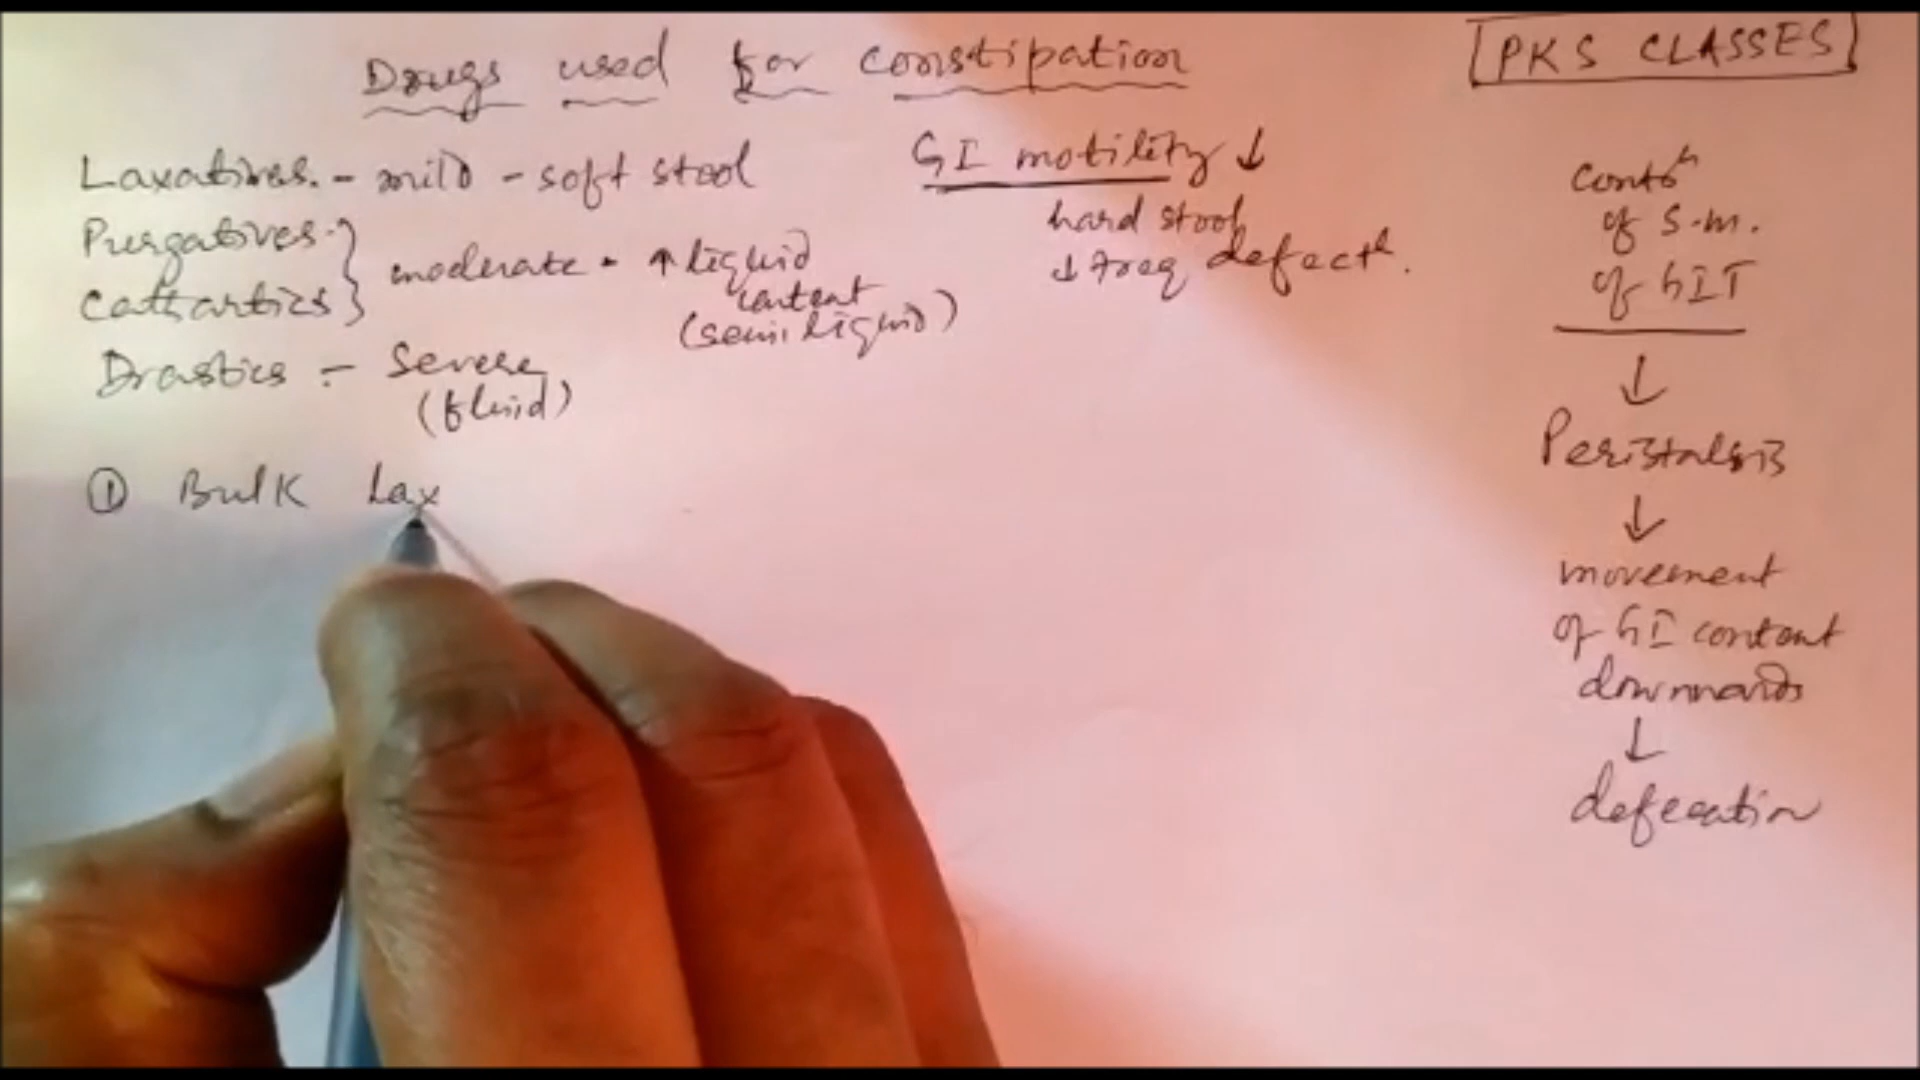 Drugs used for constipation
PKS CLASSES
Laxatives. - mild - soft stool
Purgatives -
Cathartics } moderate - ↑ liquid
content
(semi liquid)
Drastics - Severe
(fluid)
① Bulk Lax
GI motility ↓
hard stool
↓ freq defectⁿ.
Contⁿ
of S.m.
of GIT
↓
Peristalsis
↓
movement
of GI content
downwards
↓
defecation